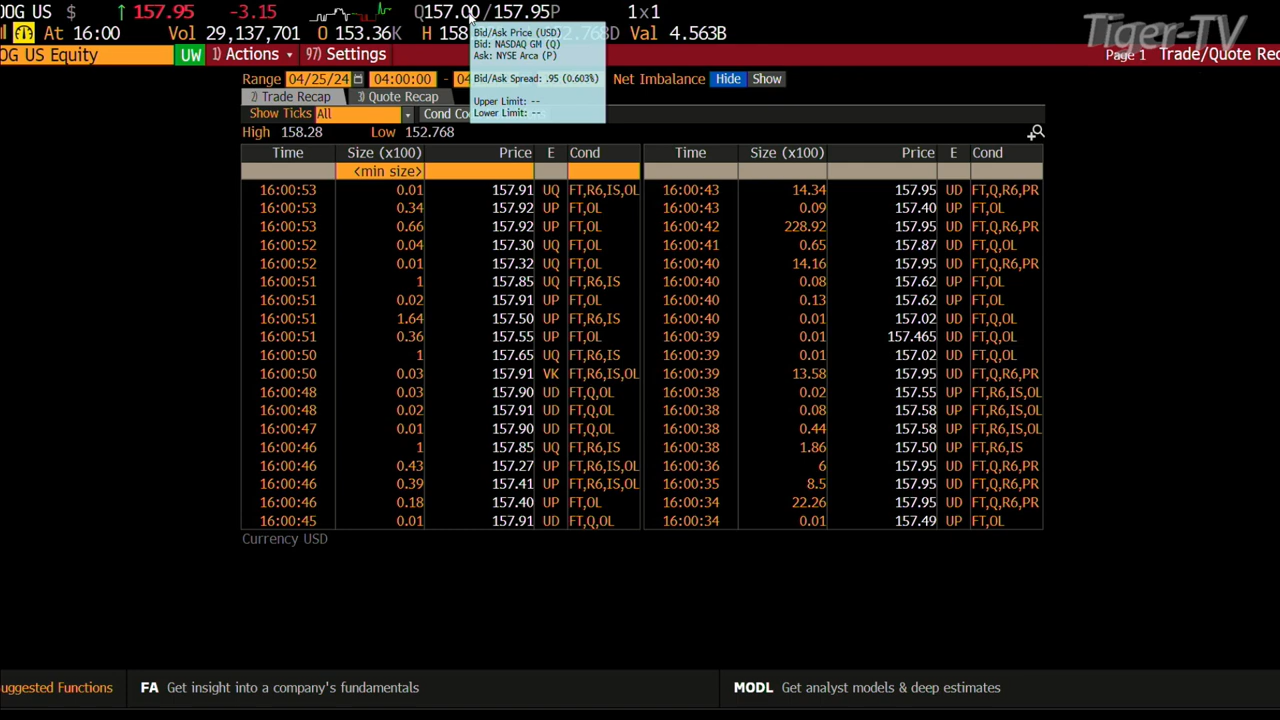 OG US $ ↑ 157.95 -3.15 Q157.00/157.95P 1x1
At 16:00 Vol 29,137,701 O 153.36K H 158 .768D Val 4.563B
Tiger-TV
OG US Equity UW 1) Actions 97) Settings Page 1 Trade/Quote Rec
Bid/Ask Price (USD)
Bid: NASDAQ GM (Q)
Ask: NYSE Arca (P)
Bid/Ask Spread: .95 (0.603%)
Upper Limit: --
Lower Limit: --
Range 04/25/24 04:00:00 - 04 Net Imbalance Hide Show
2) Trade Recap 3) Quote Recap
Show Ticks All Cond Co
High 158.28 Low 152.768
Time Size (x100) Price E Cond Time Size (x100) Price E Cond
<min size>
16:00:53 0.01 157.91 UQ FT,R6,IS,OL 16:00:43 14.34 157.95 UD FT,Q,R6,PR
16:00:53 0.34 157.92 UP FT,OL 16:00:43 0.09 157.40 UP FT,OL
16:00:53 0.66 157.92 UP FT,OL 16:00:42 228.92 157.95 UD FT,Q,R6,PR
16:00:52 0.04 157.30 UQ FT,OL 16:00:41 0.65 157.87 UD FT,Q,OL
16:00:52 0.01 157.32 UQ FT,OL 16:00:40 14.16 157.95 UD FT,Q,R6,PR
16:00:51 1 157.85 UQ FT,R6,IS 16:00:40 0.08 157.62 UP FT,OL
16:00:51 0.02 157.91 UP FT,OL 16:00:40 0.13 157.62 UP FT,OL
16:00:51 1.64 157.50 UP FT,R6,IS 16:00:40 0.01 157.02 UD FT,Q,OL
16:00:51 0.36 157.55 UP FT,OL 16:00:39 0.01 157.465 UD FT,Q,OL
16:00:50 1 157.65 UQ FT,R6,IS 16:00:39 0.01 157.02 UD FT,Q,OL
16:00:50 0.03 157.91 VK FT,R6,IS,OL 16:00:39 13.58 157.95 UD FT,Q,R6,PR
16:00:48 0.03 157.90 UD FT,Q,OL 16:00:38 0.02 157.55 UP FT,R6,IS,OL
16:00:48 0.02 157.91 UD FT,Q,OL 16:00:38 0.08 157.58 UP FT,R6,IS,OL
16:00:47 0.01 157.90 UD FT,Q,OL 16:00:38 0.44 157.58 UP FT,R6,IS,OL
16:00:46 1 157.85 UQ FT,R6,IS 16:00:38 1.86 157.50 UP FT,R6,IS
16:00:46 0.43 157.27 UP FT,R6,IS,OL 16:00:36 6 157.95 UD FT,Q,R6,PR
16:00:46 0.39 157.41 UP FT,R6,IS,OL 16:00:35 8.5 157.95 UD FT,Q,R6,PR
16:00:46 0.18 157.40 UP FT,OL 16:00:34 22.26 157.95 UD FT,Q,R6,PR
16:00:45 0.01 157.91 UD FT,Q,OL 16:00:34 0.01 157.49 UP FT,OL
Currency USD
uggested Functions FA Get insight into a company's fundamentals MODL Get analyst models & deep estimates